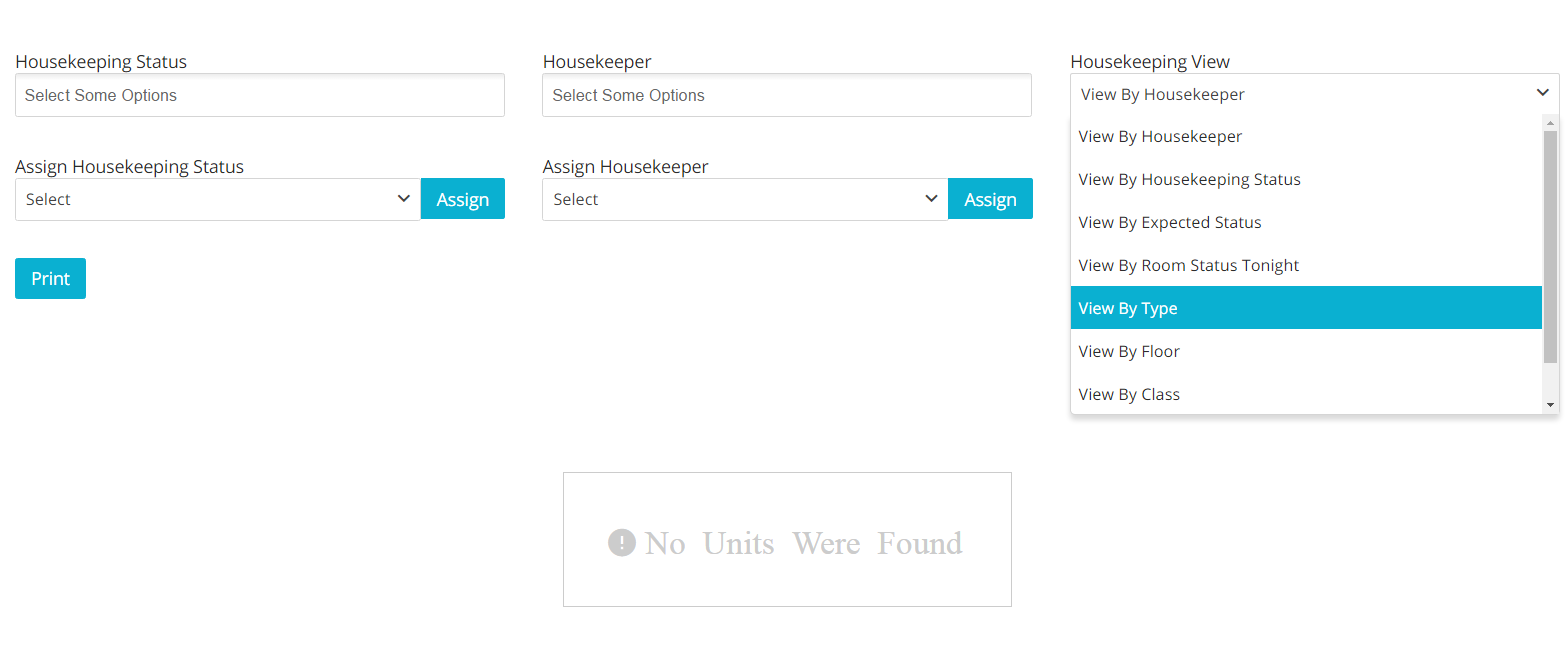 Housekeeping Status
Housekeeper
Housekeeping View
Select Some Options
Select Some Options
View By Housekeeper
View By Housekeeper
View By Housekeeping Status
View By Expected Status
View By Room Status Tonight
View By Type
View By Floor
View By Class
Assign Housekeeping Status
Assign Housekeeper
Select
Assign
Select
Assign
Print
No Units Were Found